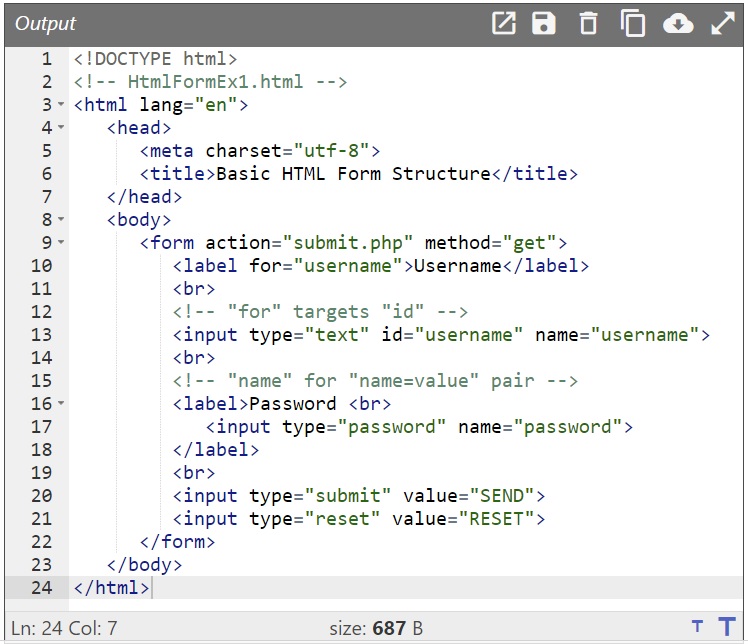 Output
1 <!DOCTYPE html>
2 <!-- HtmlFormEx1.html -->
3 <html lang="en">
4 <head>
5 <meta charset="utf-8">
6 <title>Basic HTML Form Structure</title>
7 </head>
8 <body>
9 <form action="submit.php" method="get">
10 <label for="username">Username</label>
11 <br>
12 <!-- "for" targets "id" -->
13 <input type="text" id="username" name="username">
14 <br>
15 <!-- "name" for "name=value" pair -->
16 <label>Password <br>
17 <input type="password" name="password">
18 </label>
19 <br>
20 <input type="submit" value="SEND">
21 <input type="reset" value="RESET">
22 </form>
23 </body>
24 </html>
Ln: 24 Col: 7 size: 687 B T T